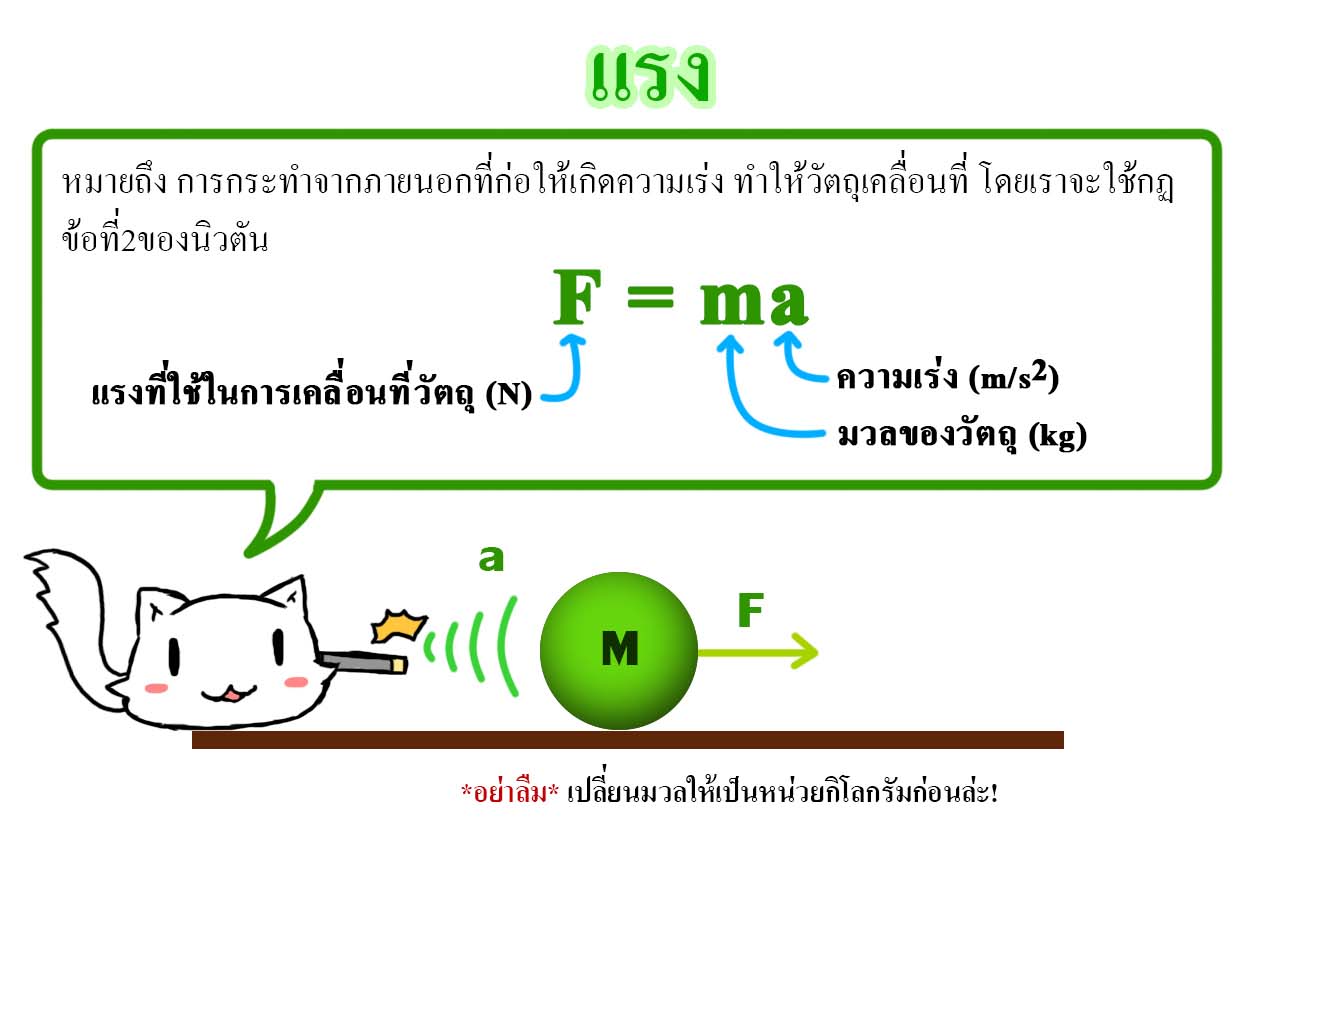 แรง
หมายถึง การกระทำจากภายนอกที่ก่อให้เกิดความเร่ง ทำให้วัตถุเคลื่อนที่ โดยเราจะใช้กฏ
ข้อที่2ของนิวตัน
F = ma
แรงที่ใช้ในการเคลื่อนที่วัตถุ (N)
ความเร่ง (m/s²)
มวลของวัตถุ (kg)
a
M
F
*อย่าลืม* เปลี่ยนมวลให้เป็นหน่วยกิโลกรัมก่อนล่ะ!